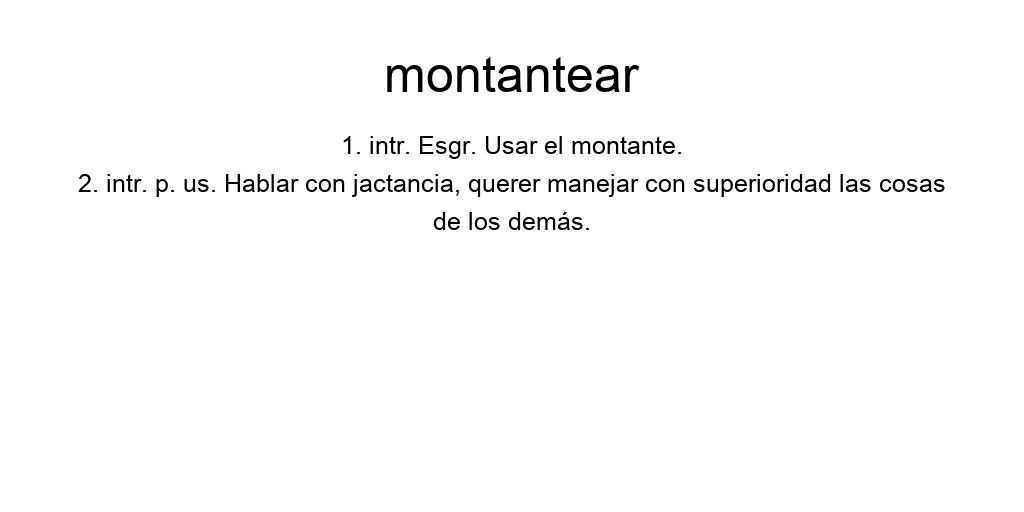 montantear
1. intr. Esgr. Usar el montante.
2. intr. p. us. Hablar con jactancia, querer manejar con superioridad las cosas
de los demás.